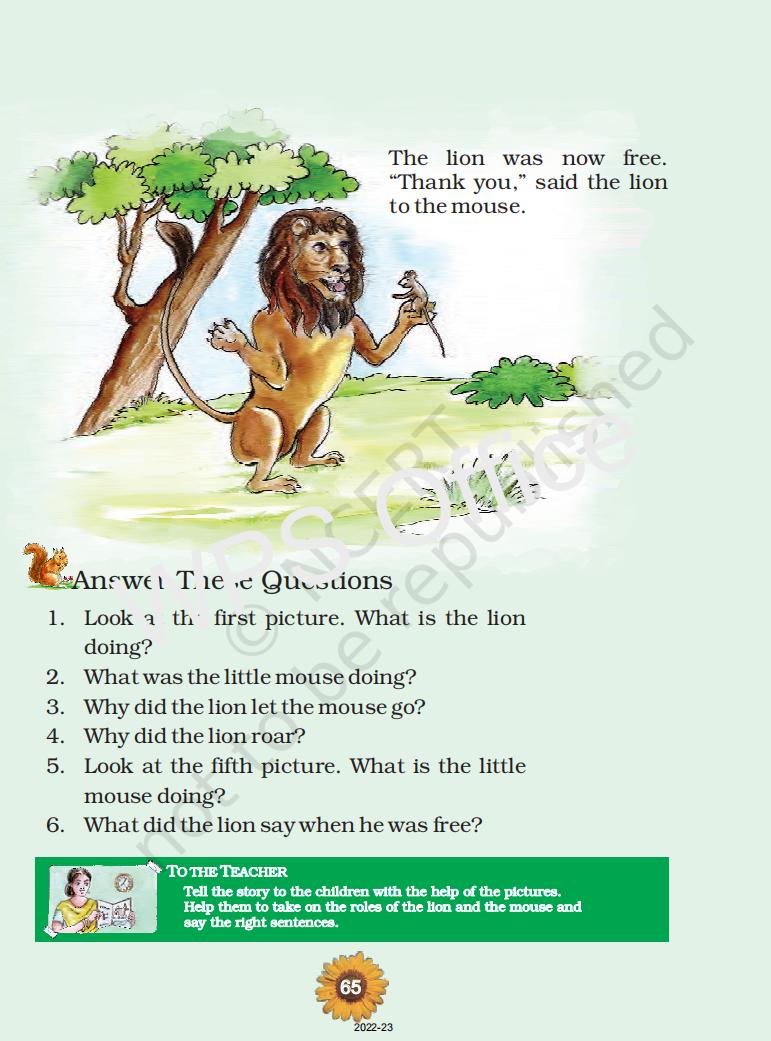 The lion was now free.
“Thank you,” said the lion
to the mouse.
Answer These Questions
1. Look at the first picture. What is the lion
doing?
2. What was the little mouse doing?
3. Why did the lion let the mouse go?
4. Why did the lion roar?
5. Look at the fifth picture. What is the little
mouse doing?
6. What did the lion say when he was free?
TO THE TEACHER
Tell the story to the children with the help of the pictures.
Help them to take on the roles of the lion and the mouse and
say the right sentences.
65
2022-23
© NCERT
not to be republished
WPS Office